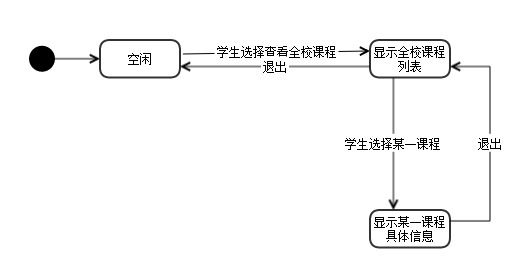 空闲
学生选择查看全校课程
退出
显示全校课程
列表
学生选择某一课程
退出
显示某一课程
具体信息